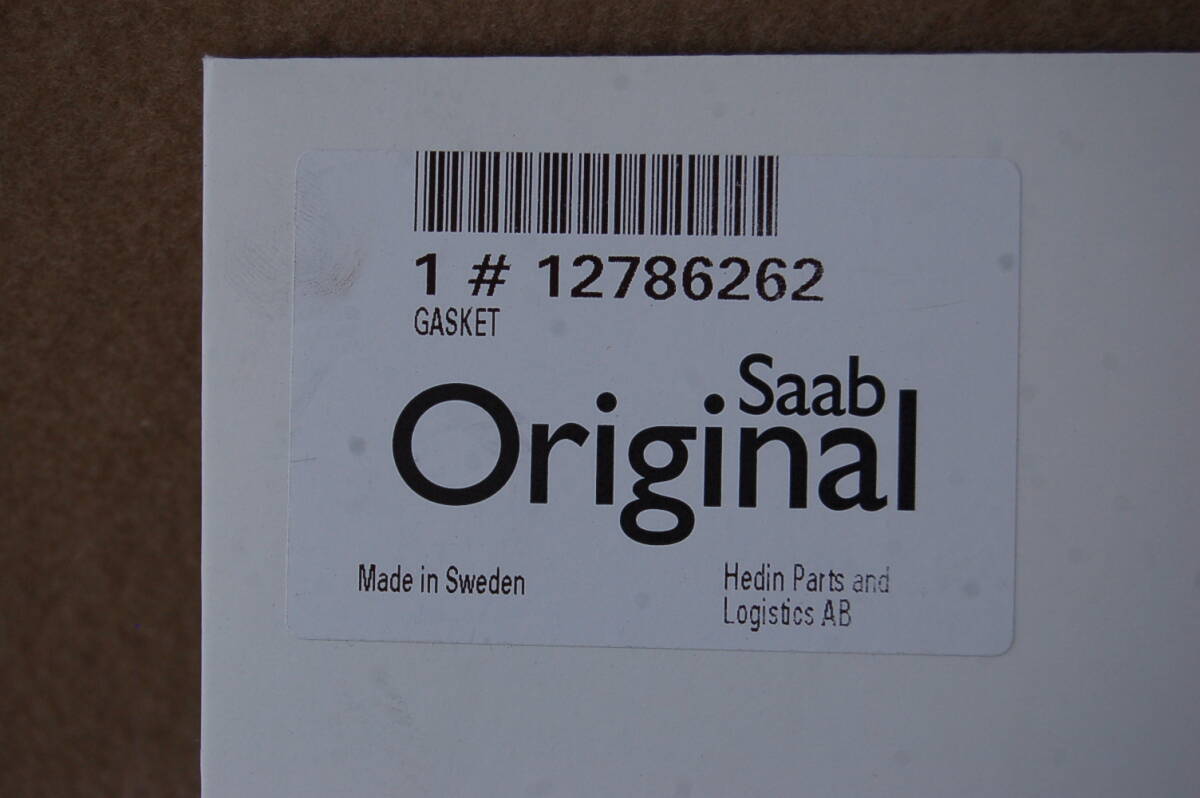 1 # 12786262
GASKET
Saab
Original
Made in Sweden
Hedin Parts and
Logistics AB